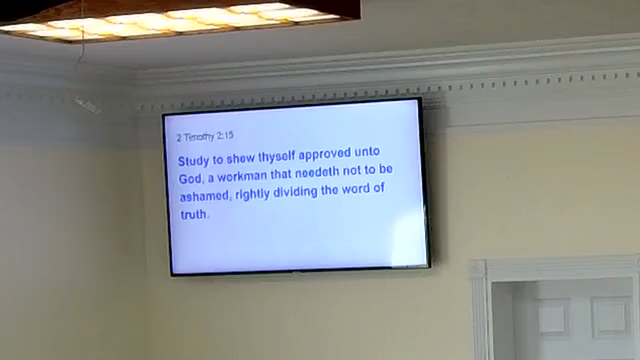 2 Timothy 2:15
Study to shew thyself approved unto
God, a workman that needeth not to be
ashamed, rightly dividing the word of
truth.